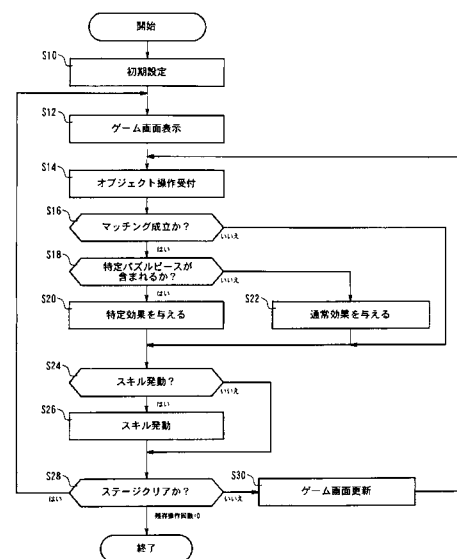 開始
S10
初期設定
S12
ゲーム画面表示
S14
オブジェクト操作受付
S16
マッチング成立か？
いいえ
はい
S18
特定パズルピースが
含まれるか？
いいえ
はい
S20
特定効果を与える
S22
通常効果を与える
S24
スキル発動？
いいえ
はい
S26
スキル発動
S28
ステージクリアか？
はい
いいえ
S30
ゲーム画面更新
残存操作回数=0
終了